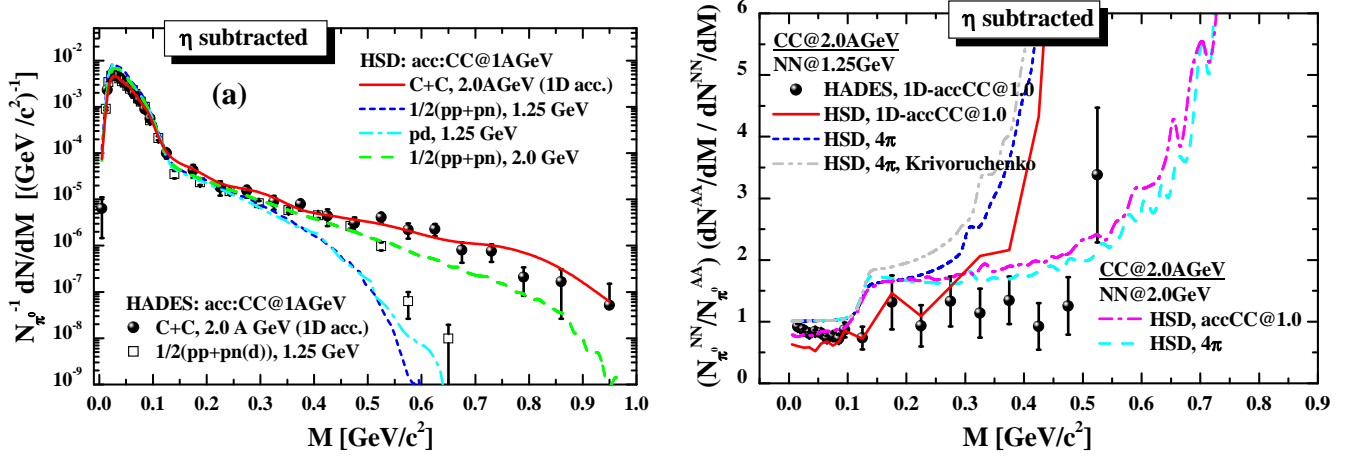 η subtracted
(a)
HSD: acc:CC@1AGeV
C+C, 2.0AGeV (1D acc.)
1/2(pp+pn), 1.25 GeV
pd, 1.25 GeV
1/2(pp+pn), 2.0 GeV
HADES: acc:CC@1AGeV
C+C, 2.0 A GeV (1D acc.)
1/2(pp+pn(d)), 1.25 GeV
N_{π⁰}^{-1} dN/dM [(GeV /c²)^{-1}]
10^{-2}
10^{-3}
10^{-4}
10^{-5}
10^{-6}
10^{-7}
10^{-8}
10^{-9}
0.0 0.1 0.2 0.3 0.4 0.5 0.6 0.7 0.8 0.9 1.0
M [GeV/c²]
η subtracted
CC@2.0AGeV
NN@1.25GeV
HADES, 1D-accCC@1.0
HSD, 1D-accCC@1.0
HSD, 4π
HSD, 4π, Krivoruchenko
CC@2.0AGeV
NN@2.0GeV
HSD, accCC@1.0
HSD, 4π
(N_{π⁰}^{NN}/N_{π⁰}^{AA}) (dN^{AA}/dM / dN^{NN}/dM)
6
5
4
3
2
1
0
0.0 0.1 0.2 0.3 0.4 0.5 0.6 0.7 0.8 0.9
M [GeV/c²]